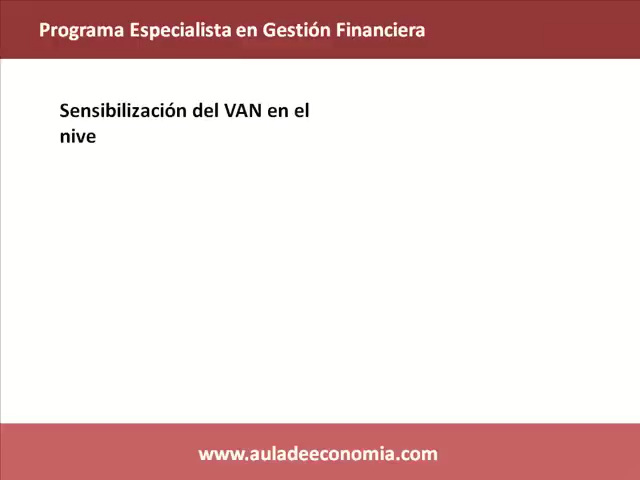 Programa Especialista en Gestión Financiera
Sensibilización del VAN en el
nive
www.auladeeconomia.com